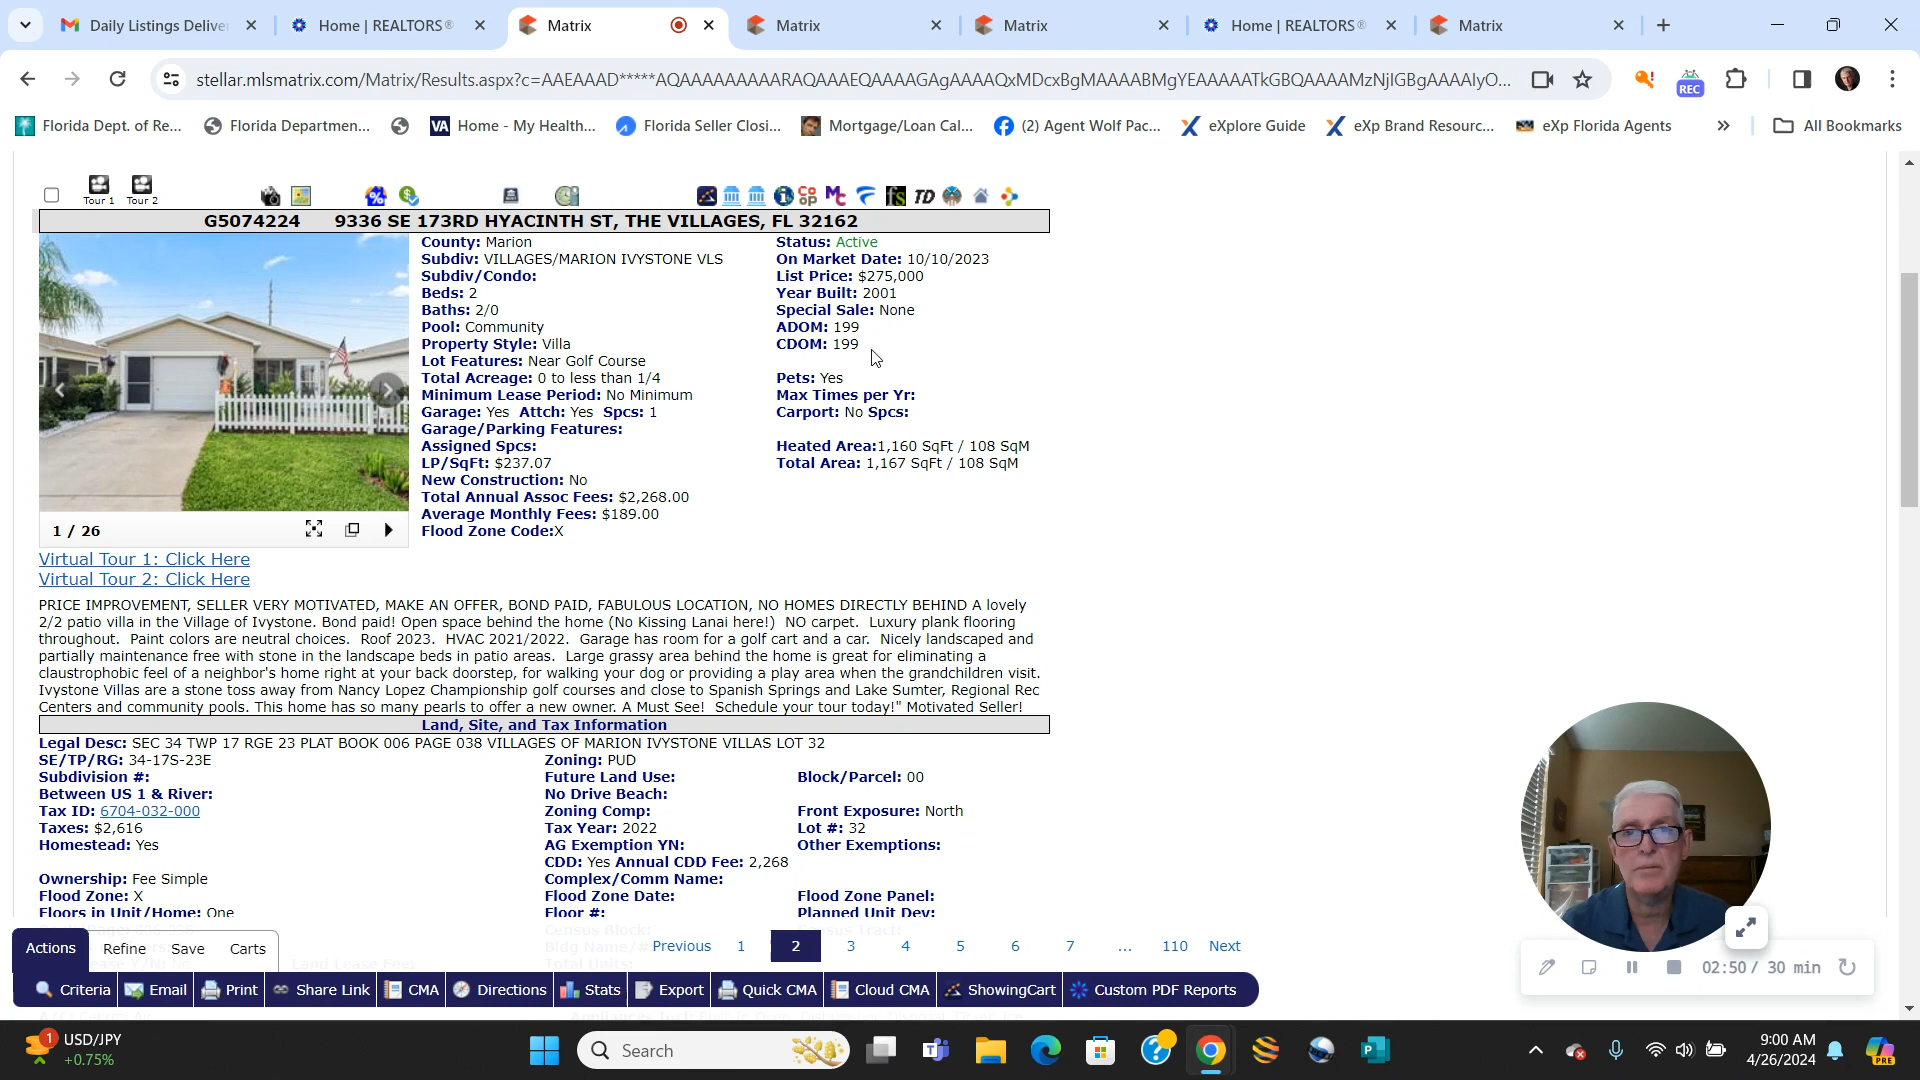 Daily Listings Deliver
Home | REALTORS®
Matrix
Matrix
Matrix
Home | REALTORS®
Matrix
stellar.mlsmatrix.com/Matrix/Results.aspx?c=AAEAAAD*****AQAAAAAAAAARAQAAAEQAAAAGAgAAAAQxMDcxBgMAAAABMgYEAAAAATkGBQAAAAMzNjIGBgAAAAIyO...
REC
Florida Dept. of Re...
Florida Departmen...
VA Home - My Health...
Florida Seller Closi...
Mortgage/Loan Cal...
(2) Agent Wolf Pac...
eXplore Guide
eXp Brand Resourc...
eXp Florida Agents
»
All Bookmarks
Tour 1 Tour 2
G5074224 9336 SE 173RD HYACINTH ST, THE VILLAGES, FL 32162
County: Marion
Subdiv: VILLAGES/MARION IVYSTONE VLS
Subdiv/Condo:
Beds: 2
Baths: 2/0
Pool: Community
Property Style: Villa
Lot Features: Near Golf Course
Total Acreage: 0 to less than 1/4
Minimum Lease Period: No Minimum
Garage: Yes Attch: Yes Spcs: 1
Garage/Parking Features:
Assigned Spcs:
LP/SqFt: $237.07
New Construction: No
Total Annual Assoc Fees: $2,268.00
Average Monthly Fees: $189.00
Flood Zone Code:X
Status: Active
On Market Date: 10/10/2023
List Price: $275,000
Year Built: 2001
Special Sale: None
ADOM: 199
CDOM: 199
Pets: Yes
Max Times per Yr:
Carport: No Spcs:
Heated Area:1,160 SqFt / 108 SqM
Total Area: 1,167 SqFt / 108 SqM
1 / 26
Virtual Tour 1: Click Here
Virtual Tour 2: Click Here
PRICE IMPROVEMENT, SELLER VERY MOTIVATED, MAKE AN OFFER, BOND PAID, FABULOUS LOCATION, NO HOMES DIRECTLY BEHIND A lovely
2/2 patio villa in the Village of Ivystone. Bond paid! Open space behind the home (No Kissing Lanai here!) NO carpet. Luxury plank flooring
throughout. Paint colors are neutral choices. Roof 2023. HVAC 2021/2022. Garage has room for a golf cart and a car. Nicely landscaped and
partially maintenance free with stone in the landscape beds in patio areas. Large grassy area behind the home is great for eliminating a
claustrophobic feel of a neighbor's home right at your back doorstep, for walking your dog or providing a play area when the grandchildren visit.
Ivystone Villas are a stone toss away from Nancy Lopez Championship golf courses and close to Spanish Springs and Lake Sumter, Regional Rec
Centers and community pools. This home has so many pearls to offer a new owner. A Must See! Schedule your tour today!" Motivated Seller!
Land, Site, and Tax Information
Legal Desc: SEC 34 TWP 17 RGE 23 PLAT BOOK 006 PAGE 038 VILLAGES OF MARION IVYSTONE VILLAS LOT 32
SE/TP/RG: 34-17S-23E
Subdivision #:
Between US 1 & River:
Tax ID: 6704-032-000
Taxes: $2,616
Homestead: Yes
Ownership: Fee Simple
Flood Zone: X
Floors in Unit/Home: One
Zoning: PUD
Future Land Use:
No Drive Beach:
Zoning Comp:
Tax Year: 2022
AG Exemption YN:
CDD: Yes Annual CDD Fee: 2,268
Complex/Comm Name:
Flood Zone Date:
Floor #:
Block/Parcel: 00
Front Exposure: North
Lot #: 32
Other Exemptions:
Flood Zone Panel:
Planned Unit Dev:
Actions Refine Save Carts
Previous 1 2 3 4 5 6 7 ... 110 Next
Criteria Email Print Share Link CMA Directions Stats Export Quick CMA Cloud CMA ShowingCart Custom PDF Reports
02:50 / 30 min
1
USD/JPY
+0.75%
Search
9:00 AM
4/26/2024
PRE